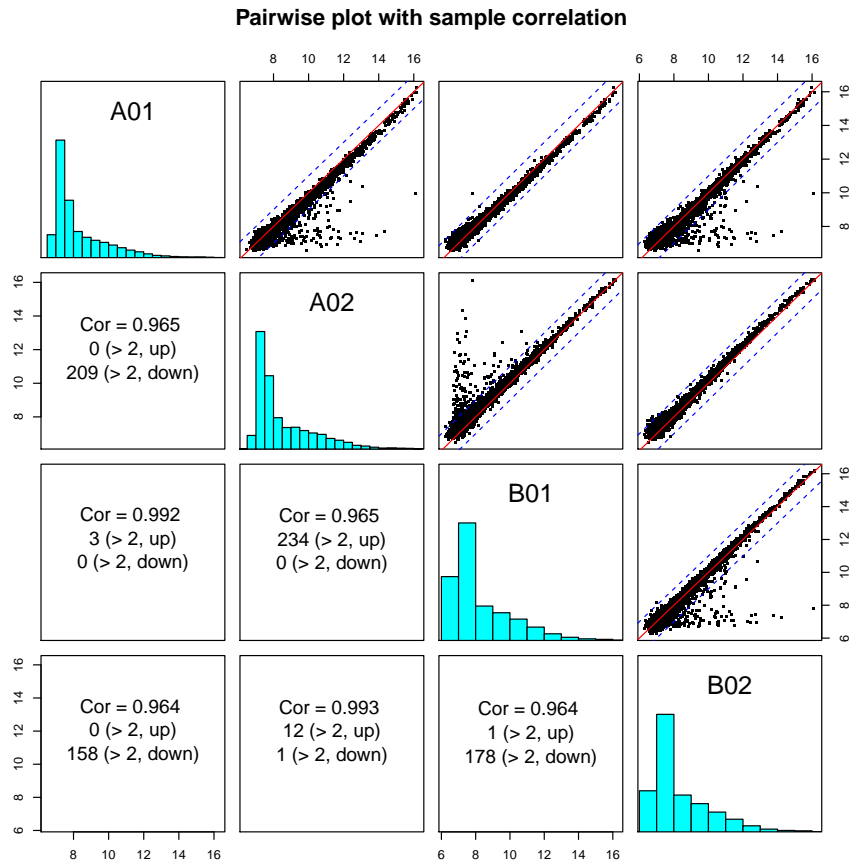 Pairwise plot with sample correlation
8 10 12 14 16
6 8 10 12 14 16
A01
8 10 12 14 16
A02
8 10 12 14 16
Cor = 0.965
0 (> 2, up)
209 (> 2, down)
B01
6 8 10 12 14 16
Cor = 0.992
3 (> 2, up)
0 (> 2, down)
Cor = 0.965
234 (> 2, up)
0 (> 2, down)
B02
6 8 10 12 14 16
Cor = 0.964
0 (> 2, up)
158 (> 2, down)
Cor = 0.993
12 (> 2, up)
1 (> 2, down)
Cor = 0.964
1 (> 2, up)
178 (> 2, down)
8 10 12 14 16
6 8 10 12 14 16